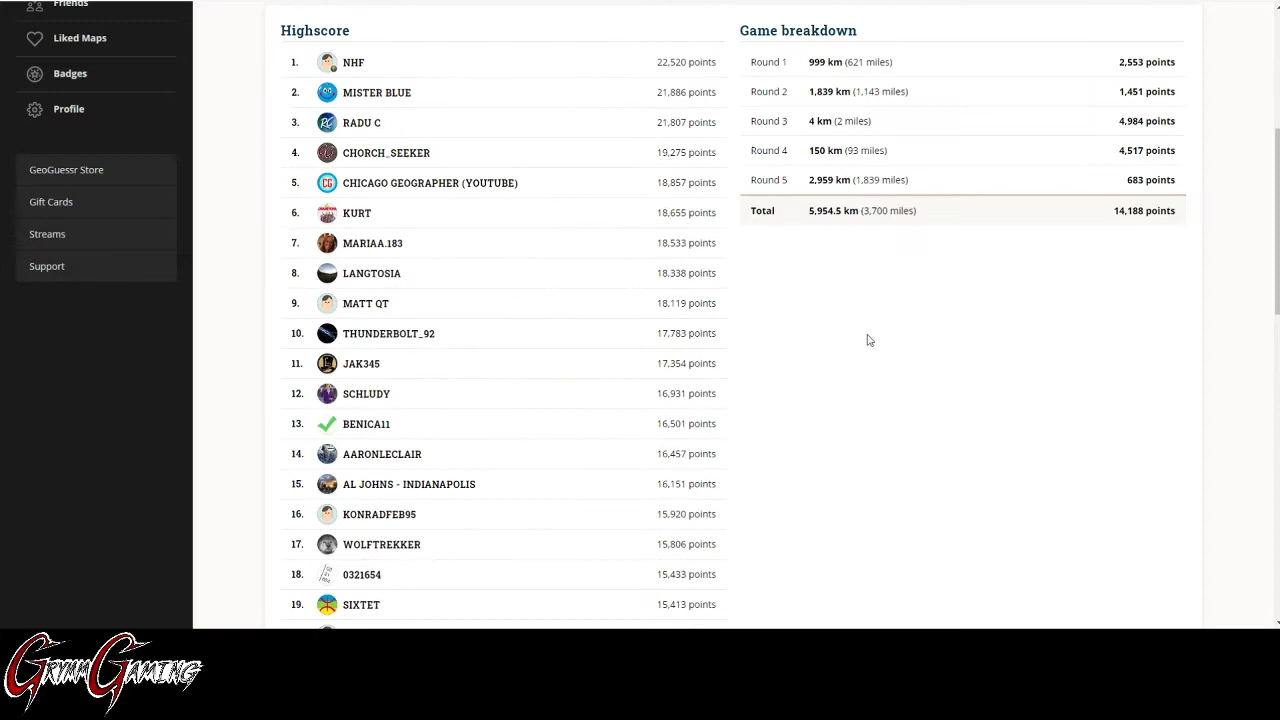 Friends
Liked Maps
Badges
Profile
GeoGuessr Store
Gift Cards
Streams
Support
Highscore
1. NHF 22,520 points
2. MISTER BLUE 21,886 points
3. RADU C 21,807 points
4. CHORCH_SEEKER 19,275 points
5. CHICAGO GEOGRAPHER (YOUTUBE) 18,857 points
6. KURT 18,655 points
7. MARIAA.183 18,533 points
8. LANGTOSIA 18,338 points
9. MATT QT 18,119 points
10. THUNDERBOLT_92 17,783 points
11. JAK345 17,354 points
12. SCHLUDY 16,931 points
13. BENICA11 16,501 points
14. AARONLECLAIR 16,457 points
15. AL JOHNS - INDIANAPOLIS 16,151 points
16. KONRADFEB95 15,920 points
17. WOLFTREKKER 15,806 points
18. 0321654 15,433 points
19. SIXTET 15,413 points
Game breakdown
Round 1 999 km (621 miles) 2,553 points
Round 2 1,839 km (1,143 miles) 1,451 points
Round 3 4 km (2 miles) 4,984 points
Round 4 150 km (93 miles) 4,517 points
Round 5 2,959 km (1,839 miles) 683 points
Total 5,954.5 km (3,700 miles) 14,188 points
GRIMMGAMING